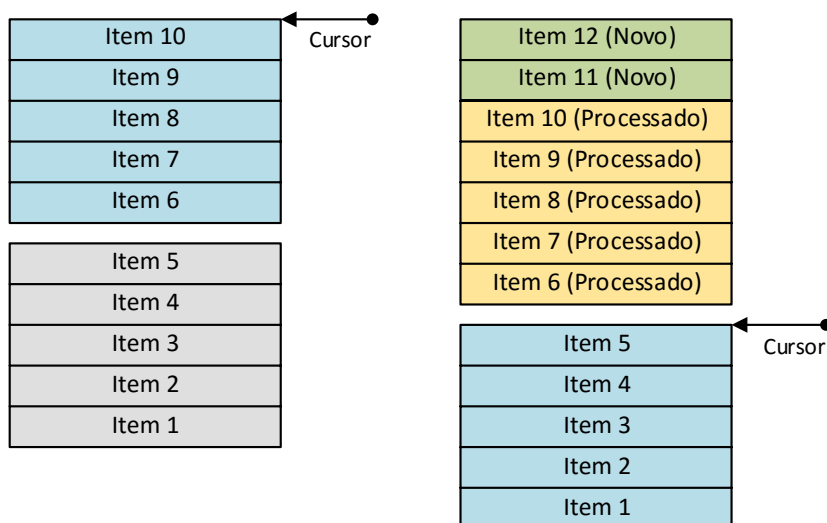 Item 10
Cursor
Item 9
Item 8
Item 7
Item 6
Item 5
Item 4
Item 3
Item 2
Item 1
Item 12 (Novo)
Item 11 (Novo)
Item 10 (Processado)
Item 9 (Processado)
Item 8 (Processado)
Item 7 (Processado)
Item 6 (Processado)
Item 5
Cursor
Item 4
Item 3
Item 2
Item 1